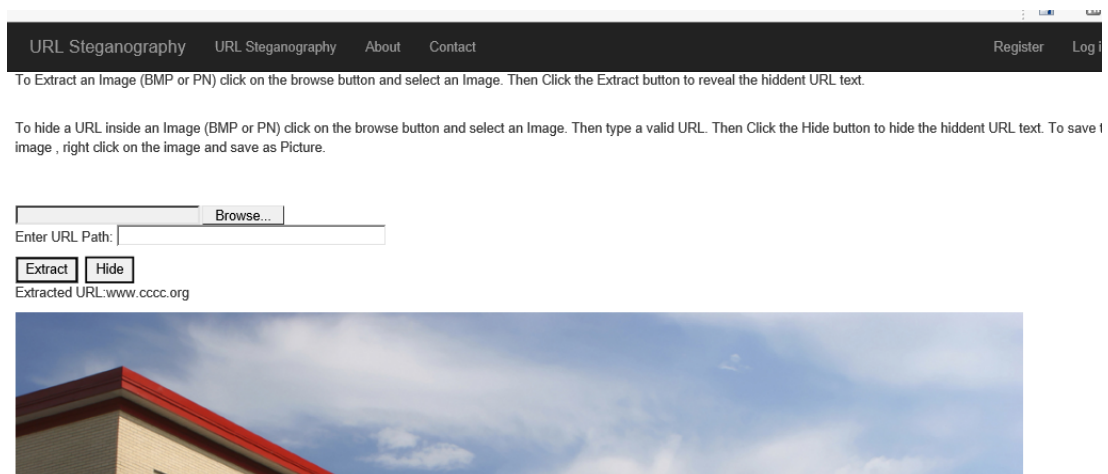 URL Steganography URL Steganography About Contact Register Log i
To Extract an Image (BMP or PN) click on the browse button and select an Image. Then Click the Extract button to reveal the hiddent URL text.
To hide a URL inside an Image (BMP or PN) click on the browse button and select an Image. Then type a valid URL. Then Click the Hide button to hide the hiddent URL text. To save t
image , right click on the image and save as Picture.
Browse...
Enter URL Path:
Extract Hide
Extracted URL:www.cccc.org